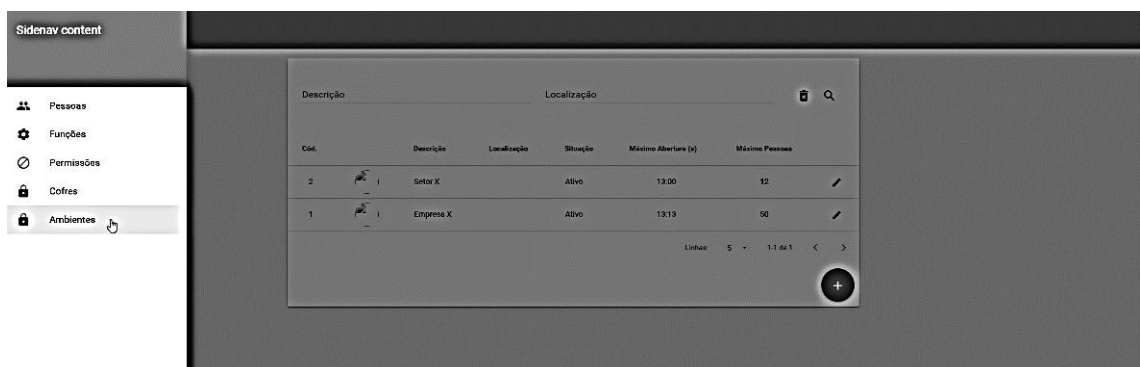 Sidenav content
Pessoas
Funções
Permissões
Cofres
Ambientes
Descrição Localização
Cód. Descrição Localização Situação Máximo Abertura (s) Máximo Pessoas
2 Setor X Ativo 13:00 12
1 Empresa X Ativo 13:13 50
Linhas: 5 1-1 de 1